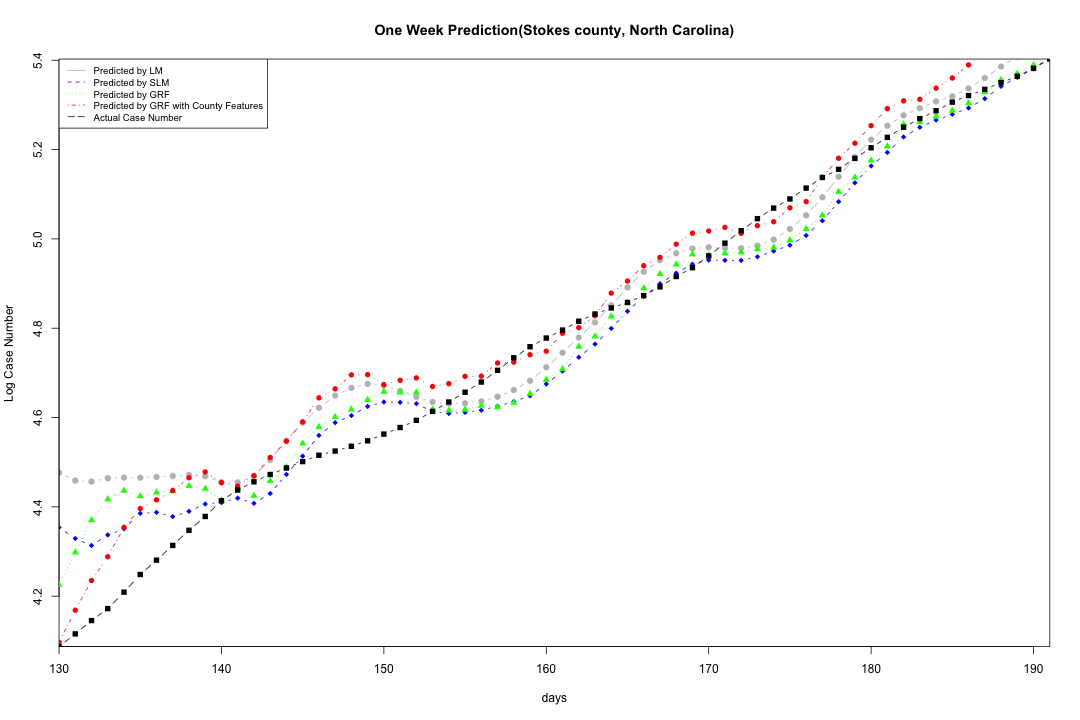 One Week Prediction(Stokes county, North Carolina)
Predicted by LM
Predicted by SLM
Predicted by GRF
Predicted by GRF with County Features
Actual Case Number
Log Case Number
5.4
5.2
5.0
4.8
4.6
4.4
4.2
130 140 150 160 170 180 190
days